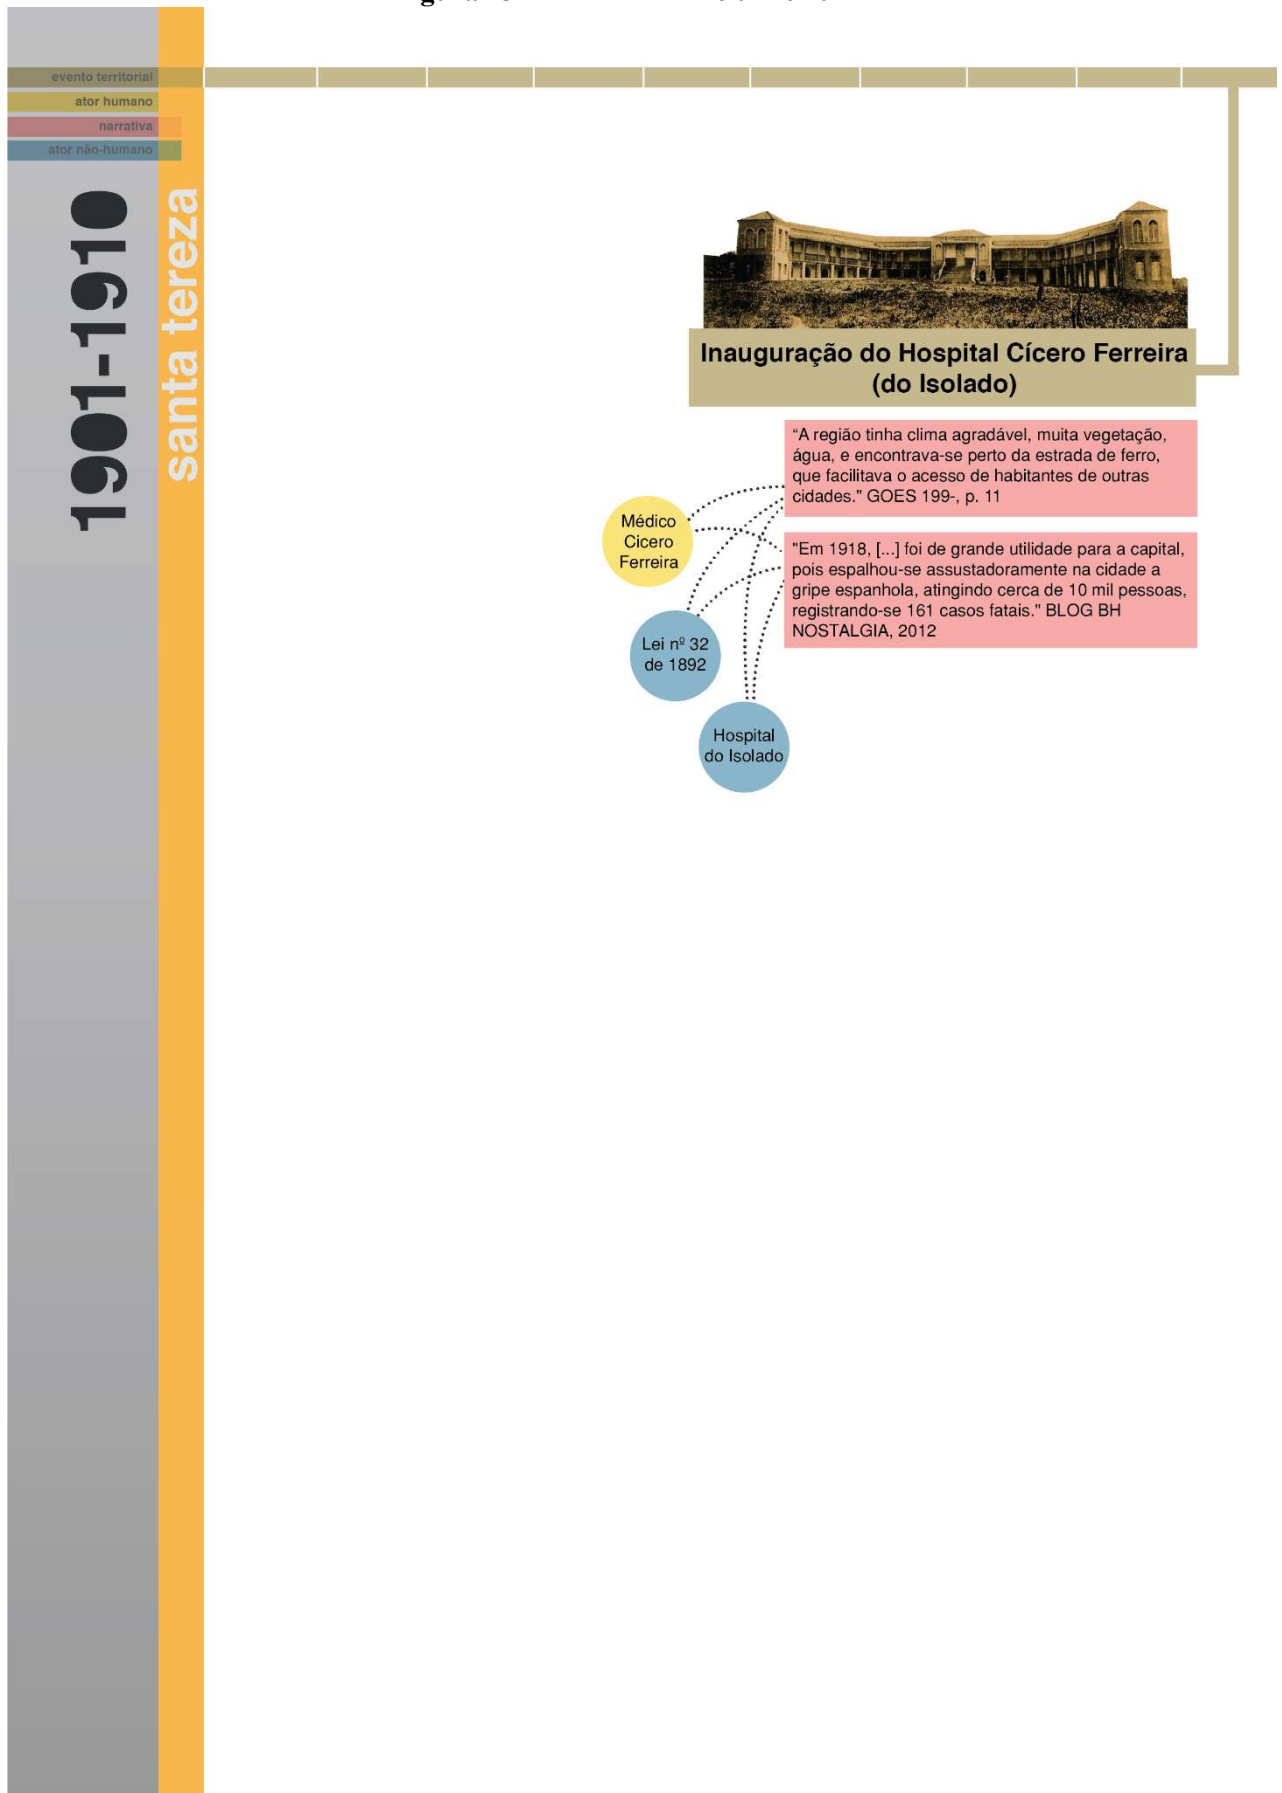 evento territorial
ator humano
narrativa
ator não-humano
1901-1910
santa tereza
Inauguração do Hospital Cícero Ferreira
(do Isolado)
“A região tinha clima agradável, muita vegetação,
água, e encontrava-se perto da estrada de ferro,
que facilitava o acesso de habitantes de outras
cidades." GOES 199-, p. 11
Médico
Cicero
Ferreira
"Em 1918, [...] foi de grande utilidade para a capital,
pois espalhou-se assustadoramente na cidade a
gripe espanhola, atingindo cerca de 10 mil pessoas,
registrando-se 161 casos fatais." BLOG BH
NOSTALGIA, 2012
Lei nº 32
de 1892
Hospital
do Isolado